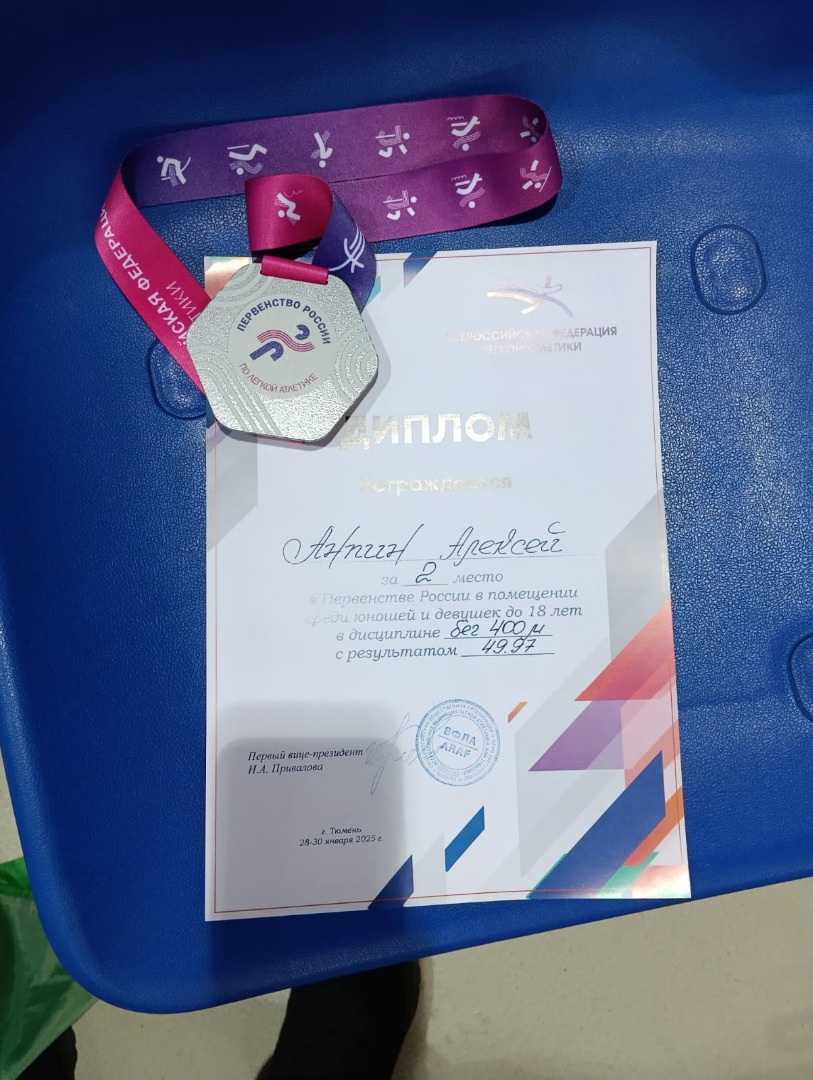 ПЕРВЕНСТВО РОССИИ
ПО ЛЕГКОЙ АТЛЕТИКЕ
ВСЕРОССИЙСКАЯ ФЕДЕРАЦИЯ
ЛЕГКОЙ АТЛЕТИКИ
ДИПЛОМ
Награждается
Анпин Алексей
за 2 место
в Первенстве России в помещении
среди юношей и девушек до 18 лет
в дисциплине бег 400 м
с результатом 49.97
Первый вице-президент
И.А. Привалова
ВФЛА
ARAF
г. Тюмень
28-30 января 2025 г.